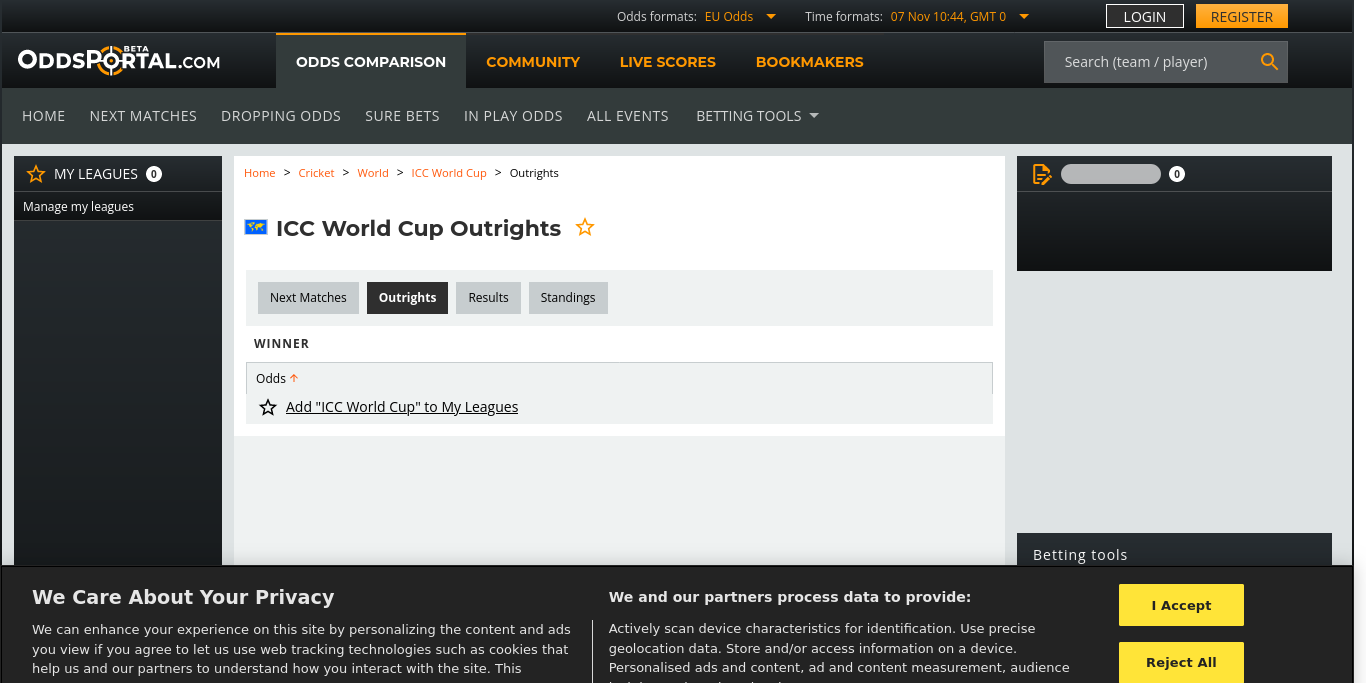 Odds formats: EU Odds Time formats: 07 Nov 10:44, GMT 0 LOGIN REGISTER
ODDSPORTAL.COM BETA
ODDS COMPARISON COMMUNITY LIVE SCORES BOOKMAKERS Search (team / player)
HOME NEXT MATCHES DROPPING ODDS SURE BETS IN PLAY ODDS ALL EVENTS BETTING TOOLS
MY LEAGUES 0
Manage my leagues
Home > Cricket > World > ICC World Cup > Outrights
0
ICC World Cup Outrights
Next Matches Outrights Results Standings
WINNER
Odds
Add "ICC World Cup" to My Leagues
Betting tools
We Care About Your Privacy
We can enhance your experience on this site by personalizing the content and ads
you view if you agree to let us use web tracking technologies such as cookies that
help us and our partners to understand how you interact with the site. This
We and our partners process data to provide:
Actively scan device characteristics for identification. Use precise
geolocation data. Store and/or access information on a device.
Personalised ads and content, ad and content measurement, audience
I Accept
Reject All